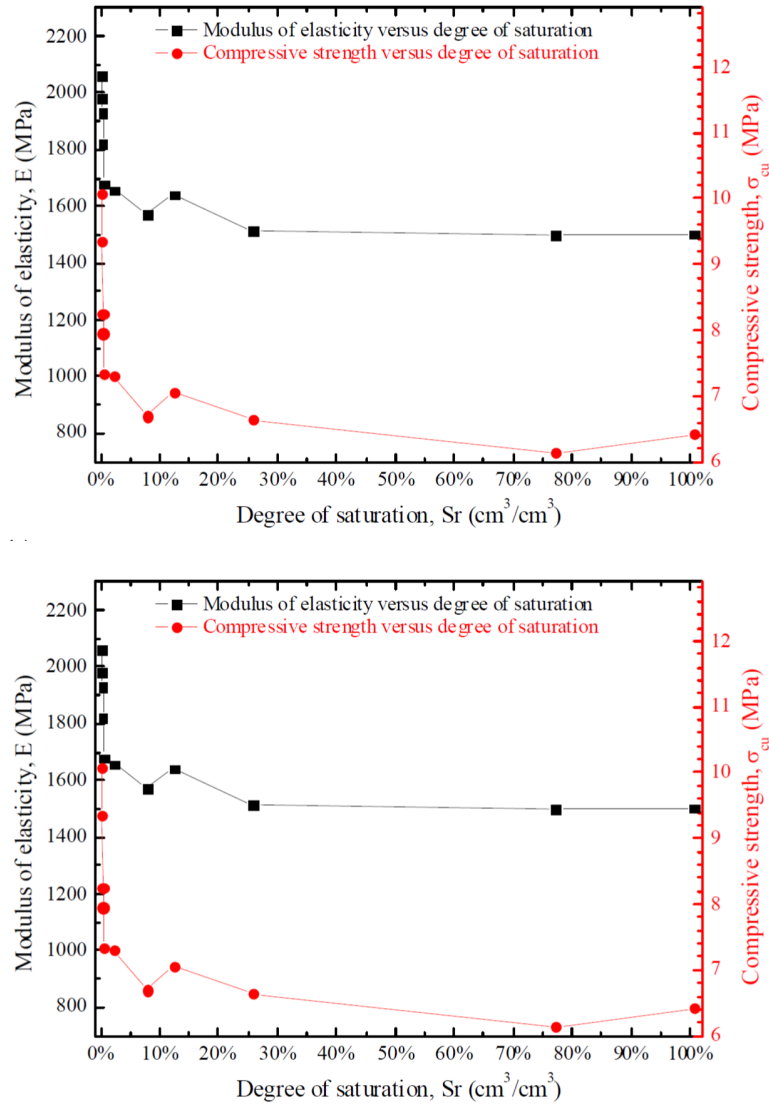 Modulus of elasticity versus degree of saturation
Compressive strength versus degree of saturation
Modulus of elasticity, E (MPa)
2200
2000
1800
1600
1400
1200
1000
800
Compressive strength, σcu (MPa)
12
11
10
9
8
7
6
0% 10% 20% 30% 40% 50% 60% 70% 80% 90% 100%
Degree of saturation, Sr (cm³/cm³)
Modulus of elasticity versus degree of saturation
Compressive strength versus degree of saturation
Modulus of elasticity, E (MPa)
2200
2000
1800
1600
1400
1200
1000
800
Compressive strength, σcu (MPa)
12
11
10
9
8
7
6
0% 10% 20% 30% 40% 50% 60% 70% 80% 90% 100%
Degree of saturation, Sr (cm³/cm³)